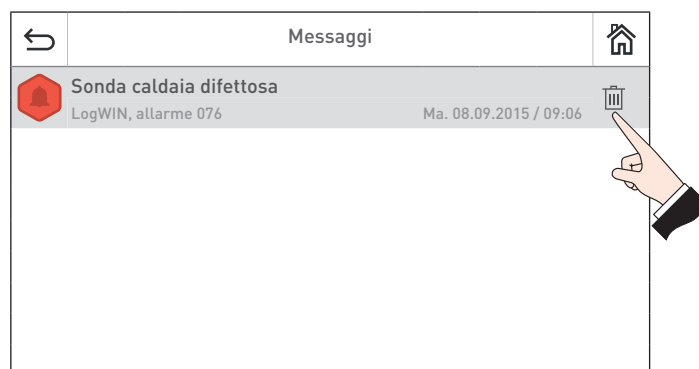 Messaggi
Sonda caldaia difettosa
LogWIN, allarme 076 Ma. 08.09.2015 / 09:06